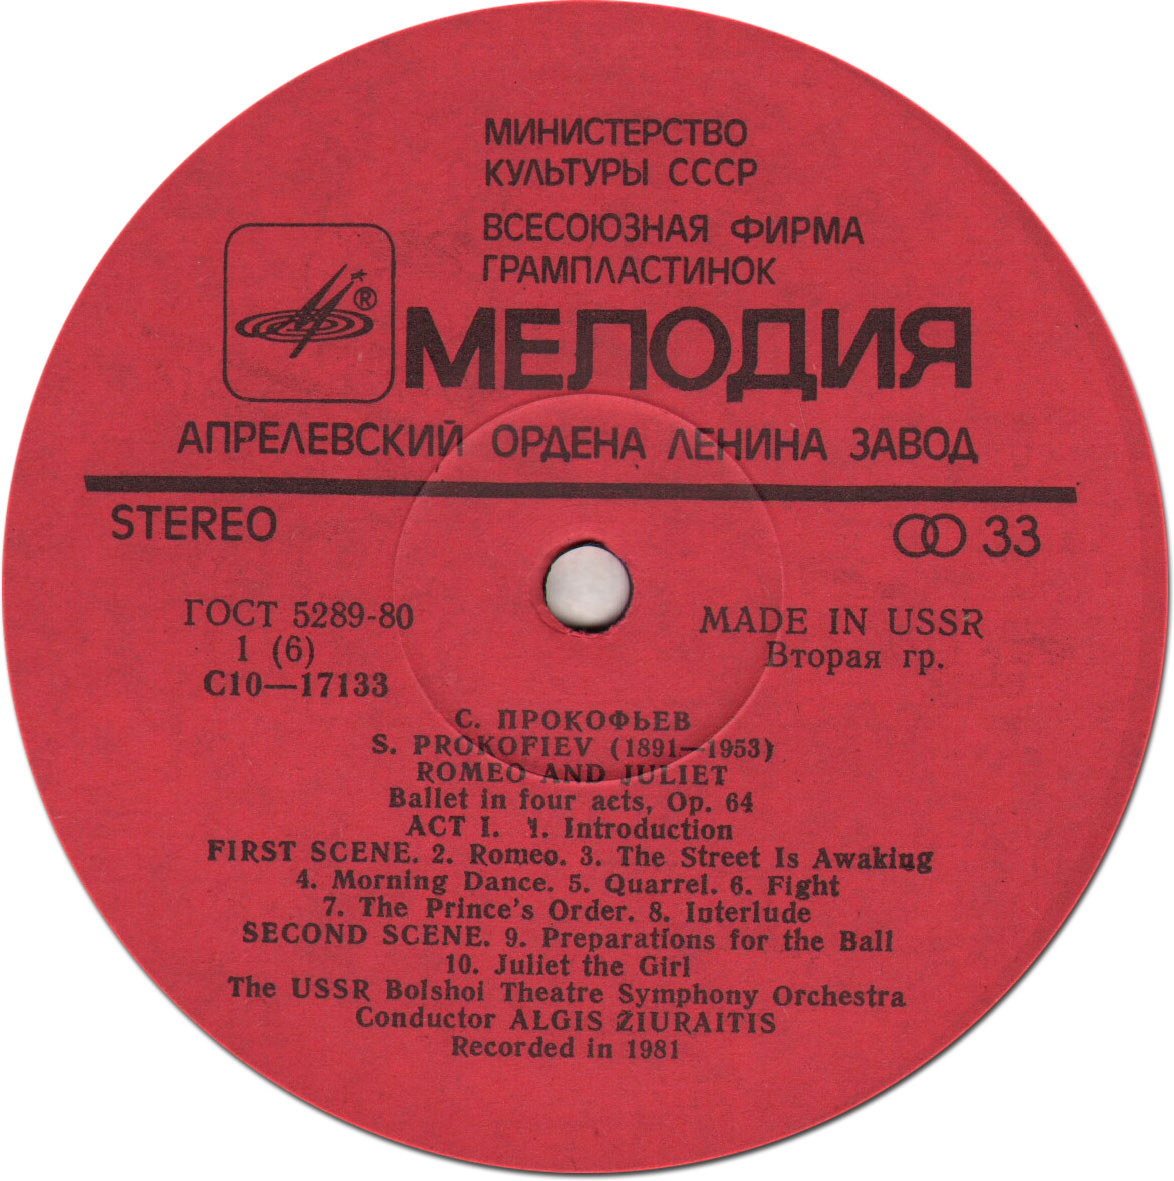 МИНИСТЕРСТВО
КУЛЬТУРЫ СССР
ВСЕСОЮЗНАЯ ФИРМА
ГРАМПЛАСТИНОК
®
МЕЛОДИЯ
АПРЕЛЕВСКИЙ ОРДЕНА ЛЕНИНА ЗАВОД
STEREO
33
ГОСТ 5289-80
1 (6)
С10—17133
MADE IN USSR
Вторая гр.
С. ПРОКОФЬЕВ
S. PROKOFIEV (1891—1953)
ROMEO AND JULIET
Ballet in four acts, Op. 64
ACT I. 1. Introduction
FIRST SCENE. 2. Romeo. 3. The Street Is Awaking
4. Morning Dance. 5. Quarrel. 6. Fight
7. The Prince's Order. 8. Interlude
SECOND SCENE. 9. Preparations for the Ball
10. Juliet the Girl
The USSR Bolshoi Theatre Symphony Orchestra
Conductor ALGIS ŽIURAITIS
Recorded in 1981